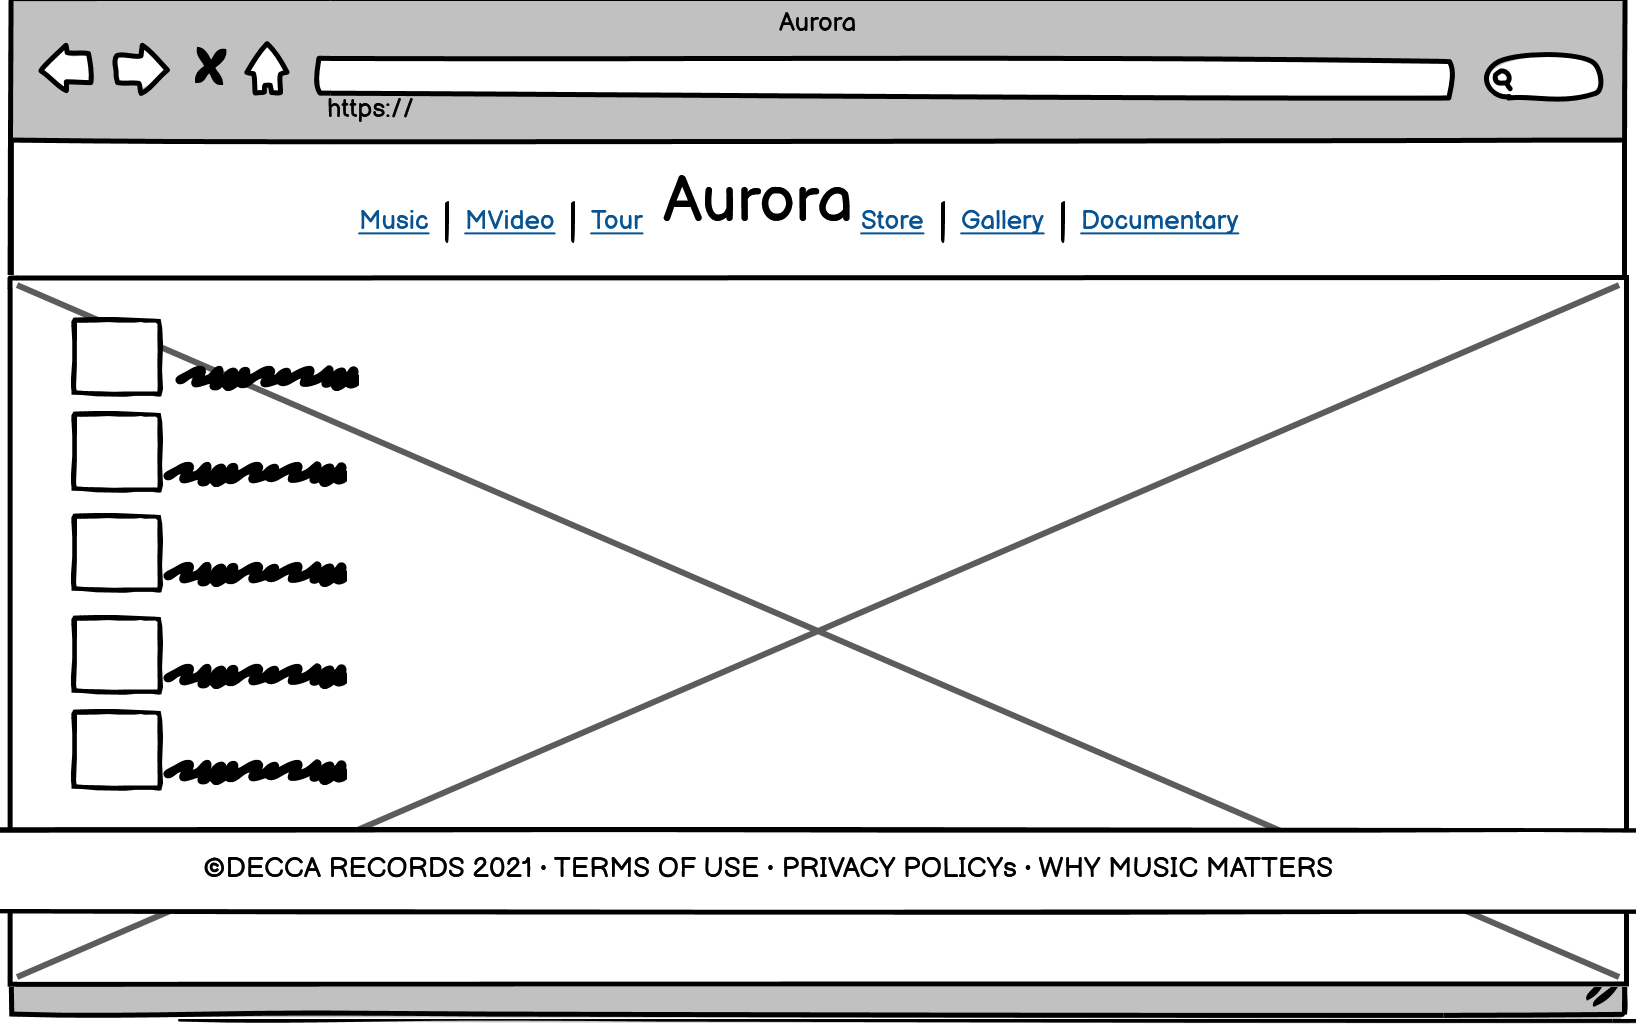 Aurora
https://
Music | MVideo | Tour Aurora Store | Gallery | Documentary
©DECCA RECORDS 2021 · TERMS OF USE · PRIVACY POLICYs · WHY MUSIC MATTERS